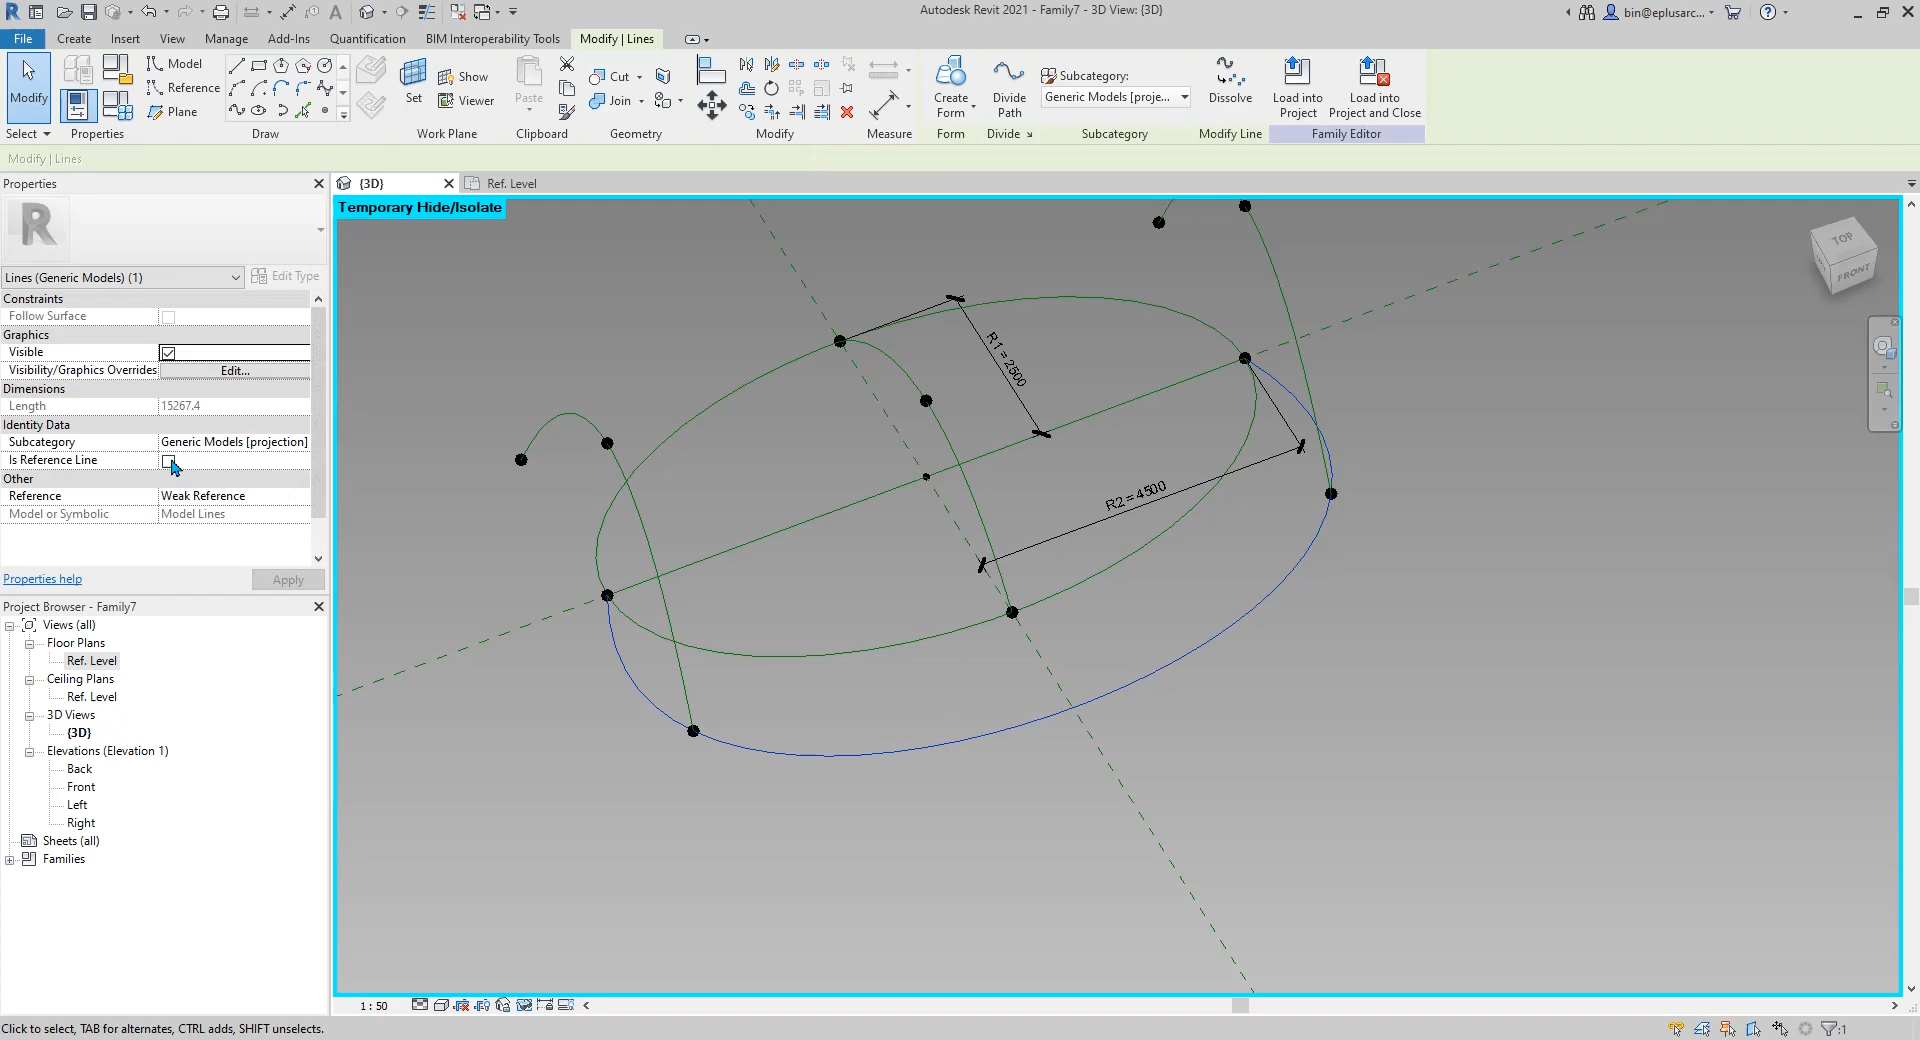 Autodesk Revit 2021 - Family7 - 3D View: {3D}
bin@eplusarc...
File
Create
Insert
View
Manage
Add-Ins
Quantification
BIM Interoperability Tools
Modify | Lines
Modify
Select
Properties
Model
Reference
Plane
Draw
Set
Show
Viewer
Work Plane
Paste
Clipboard
Cut
Join
Geometry
Modify
Measure
Create
Form
Form
Divide
Path
Divide
Subcategory:
Generic Models [proje...
Subcategory
Dissolve
Modify Line
Load into
Project
Load into
Project and Close
Family Editor
Modify | Lines
Properties
{3D}
Ref. Level
Temporary Hide/Isolate
Lines (Generic Models) (1)
Edit Type
Constraints
Follow Surface
Graphics
Visible
Visibility/Graphics Overrides
Edit...
Dimensions
Length
15267.4
Identity Data
Subcategory
Generic Models [projection]
Is Reference Line
Other
Reference
Weak Reference
Model or Symbolic
Model Lines
Properties help
Apply
Project Browser - Family7
Views (all)
Floor Plans
Ref. Level
Ceiling Plans
Ref. Level
3D Views
{3D}
Elevations (Elevation 1)
Back
Front
Left
Right
Sheets (all)
Families
R1 = 2500
R2 = 4500
TOP
FRONT
1 : 50
Click to select, TAB for alternates, CTRL adds, SHIFT unselects.
:1